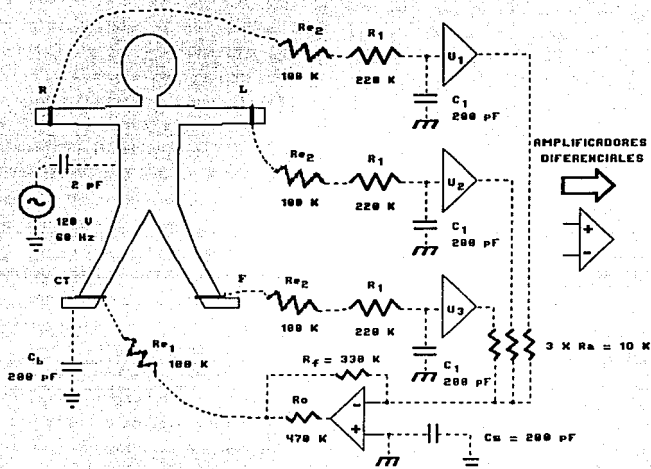 Re2
R1
100 K
220 K
U1
C1
200 pF
R
L
AMPLIFICADORES
DIFERENCIALES
Re2
R1
100 K
220 K
U2
C1
200 pF
2 pF
120 V
60 Hz
+
-
CT
F
Re2
R1
100 K
220 K
U3
C1
200 pF
3 X Ra = 10 K
Re1
100 K
Cb
200 pF
Rf = 330 K
Ro
470 K
-
+
Cs = 200 pF